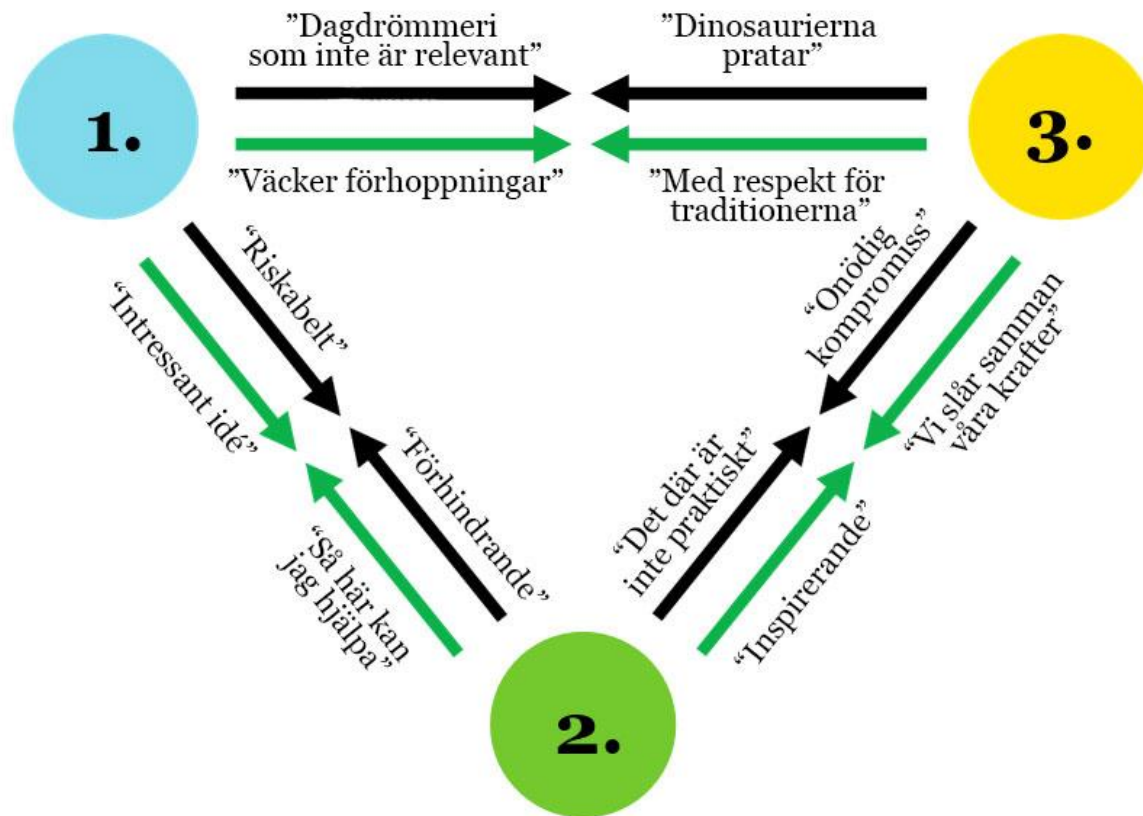 ”Dagdrömmeri
som inte är relevant”
”Dinosaurierna
pratar”
1.
3.
”Väcker förhoppningar”
”Med respekt för
traditionerna”
“Riskabelt”
“Intressant idé”
“Onödig
kompromiss”
“Vi slår samman
våra krafter”
“Förhindrande”
“Så här kan
jag hjälpa”
“Det där är
inte praktiskt”
“Inspirerande”
2.